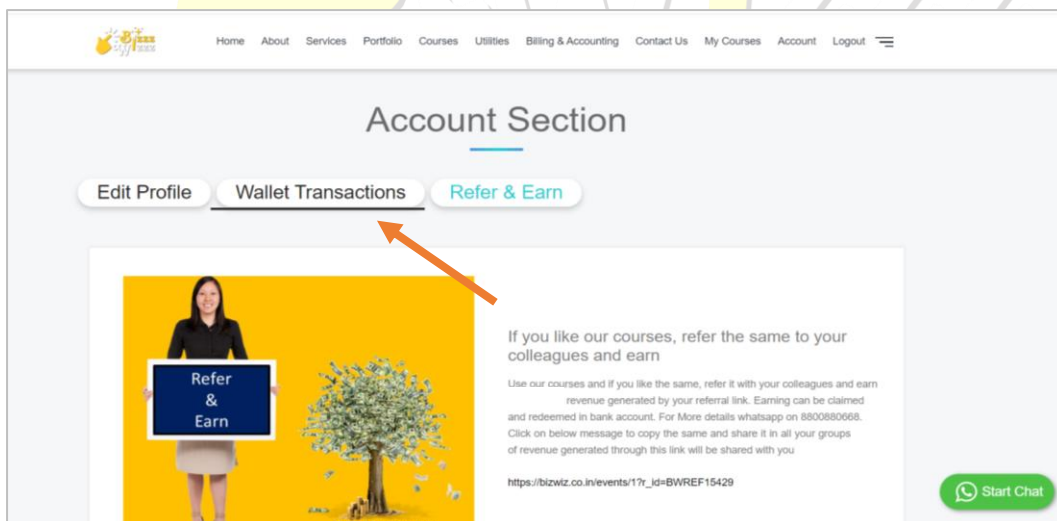 Bizzz
Home About Services Portfolio Courses Utilities Billing & Accounting Contact Us My Courses Account Logout
Account Section
Edit Profile Wallet Transactions Refer & Earn
Refer
&
Earn
If you like our courses, refer the same to your
colleagues and earn
Use our courses and if you like the same, refer it with your colleagues and earn
revenue generated by your referral link. Earning can be claimed
and redeemed in bank account. For More details whatsapp on 8800880668.
Click on below message to copy the same and share it in all your groups
of revenue generated through this link will be shared with you
https://bizwiz.co.in/events/1?r_id=BWREF15429
Start Chat